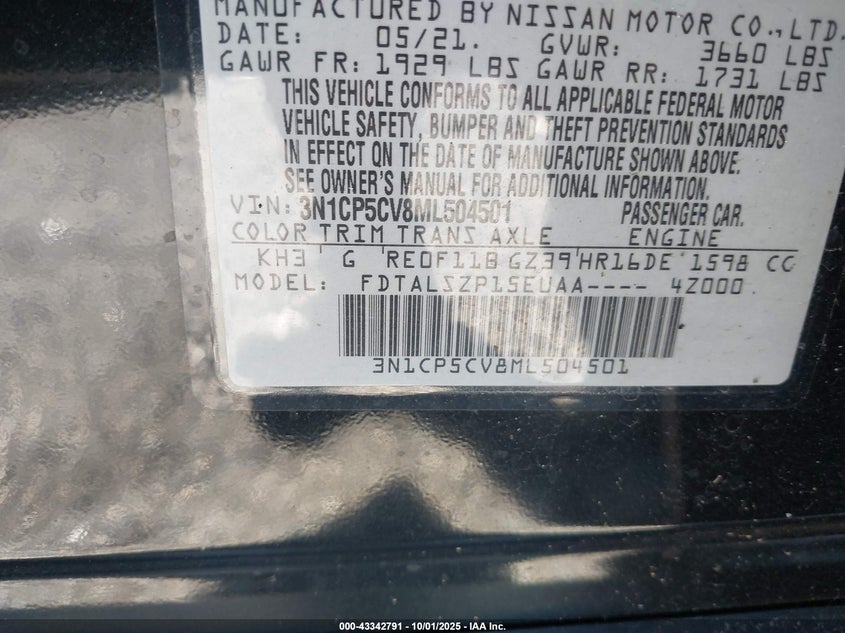 MANUFACTURED BY NISSAN MOTOR CO.,LTD.
DATE: 05/21. GVWR: 3660 LBS
GAWR FR: 1929 LBS GAWR RR: 1731 LBS
THIS VEHICLE CONFORMS TO ALL APPLICABLE FEDERAL MOTOR
VEHICLE SAFETY, BUMPER AND THEFT PREVENTION STANDARDS
IN EFFECT ON THE DATE OF MANUFACTURE SHOWN ABOVE.
SEE OWNER'S MANUAL FOR ADDITIONAL INFORMATION.
VIN: 3N1CP5CV8ML504501 PASSENGER CAR.
COLOR TRIM TRANS AXLE ENGINE
KH3 G RE0F11B GZ39 HR16DE 1598 CC
MODEL: FDTALSZP15EUAA---- 4Z000
3N1CP5CV8ML504501
000-43342791 - 10/01/2025 - IAA Inc.